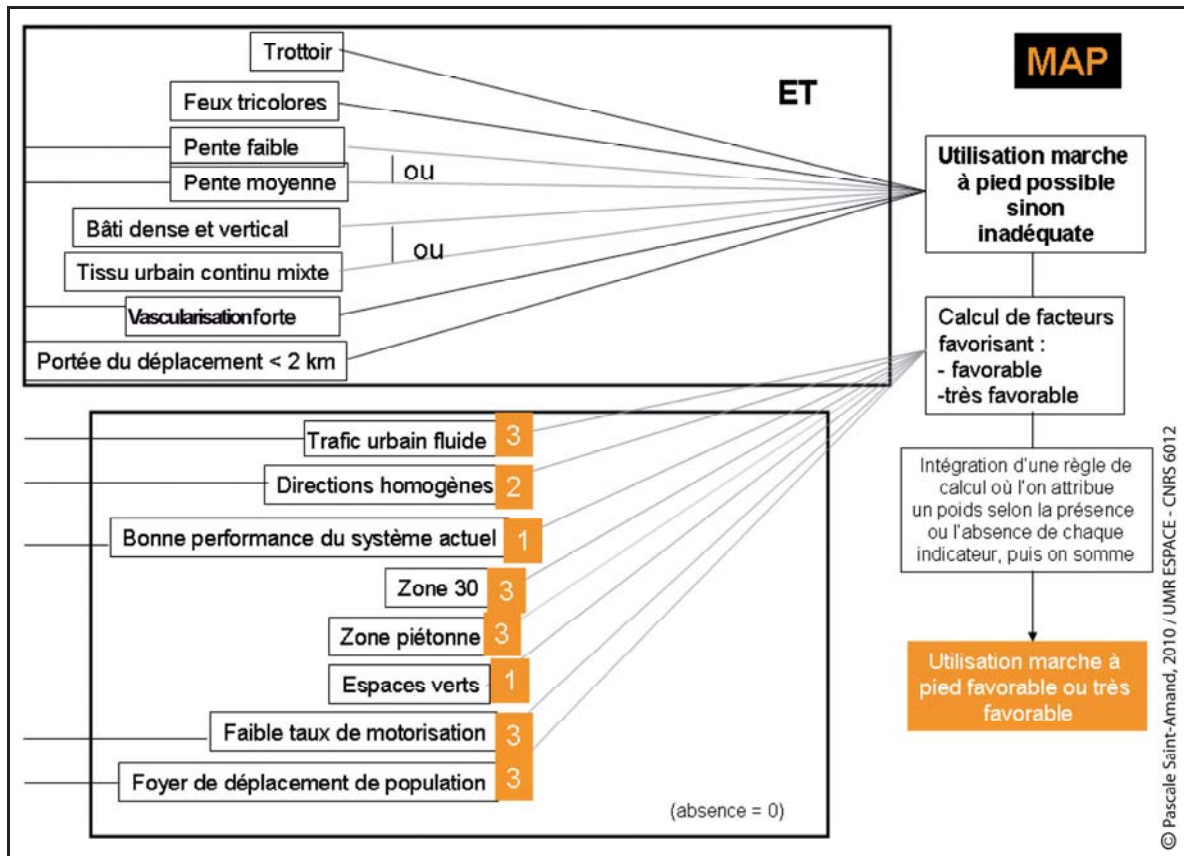 MAP
ET
Trottoir
Feux tricolores
Pente faible
ou
Pente moyenne
Bâti dense et vertical
ou
Tissu urbain continu mixte
Vascularisation forte
Portée du déplacement < 2 km
Utilisation marche
à pied possible
sinon
inadéquate
Calcul de facteurs
favorisant :
- favorable
-très favorable
Trafic urbain fluide 3
Directions homogènes 2
Bonne performance du système actuel 1
Zone 30 3
Zone piétonne 3
Espaces verts 1
Faible taux de motorisation 3
Foyer de déplacement de population 3
(absence = 0)
Intégration d'une règle de
calcul où l'on attribue
un poids selon la présence
ou l'absence de chaque
indicateur, puis on somme
Utilisation marche à
pied favorable ou très
favorable
© Pascale Saint-Amand, 2010 / UMR ESPACE - CNRS 6012